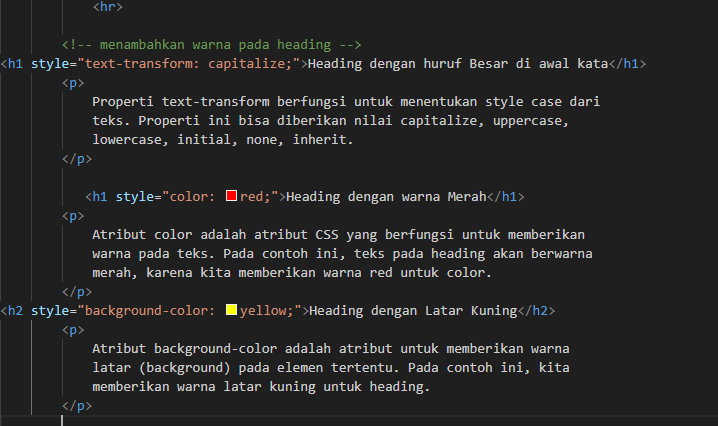 <hr>
<!-- menambahkan warna pada heading -->
<h1 style="text-transform: capitalize;">Heading dengan huruf Besar di awal kata</h1>
<p>
Properti text-transform berfungsi untuk menentukan style case dari
teks. Properti ini bisa diberikan nilai capitalize, uppercase,
lowercase, initial, none, inherit.
</p>
<h1 style="color: red;">Heading dengan warna Merah</h1>
<p>
Atribut color adalah atribut CSS yang berfungsi untuk memberikan
warna pada teks. Pada contoh ini, teks pada heading akan berwarna
merah, karena kita memberikan warna red untuk color.
</p>
<h2 style="background-color: yellow;">Heading dengan Latar Kuning</h2>
<p>
Atribut background-color adalah atribut untuk memberikan warna
latar (background) pada elemen tertentu. Pada contoh ini, kita
memberikan warna latar kuning untuk heading.
</p>